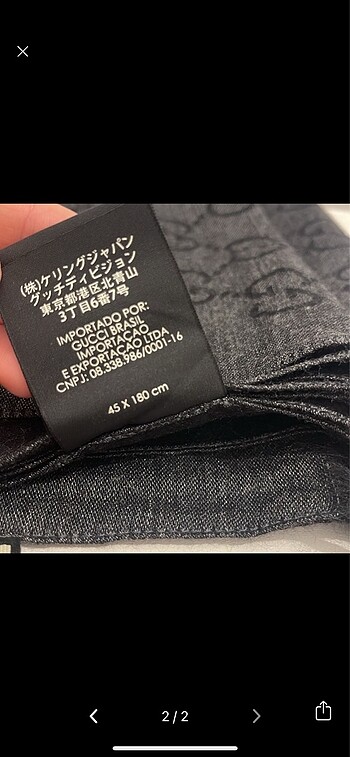 (株)ケリングジャパン
グッチディビジョン
東京都港区北青山
3丁目6番7号
IMPORTADO POR:
GUCCI BRASIL
IMPORTAÇÃO
E EXPORTAÇÃO LTDA
CNPJ: 08.338.986/0001-16
45 X 180 cm
2 / 2